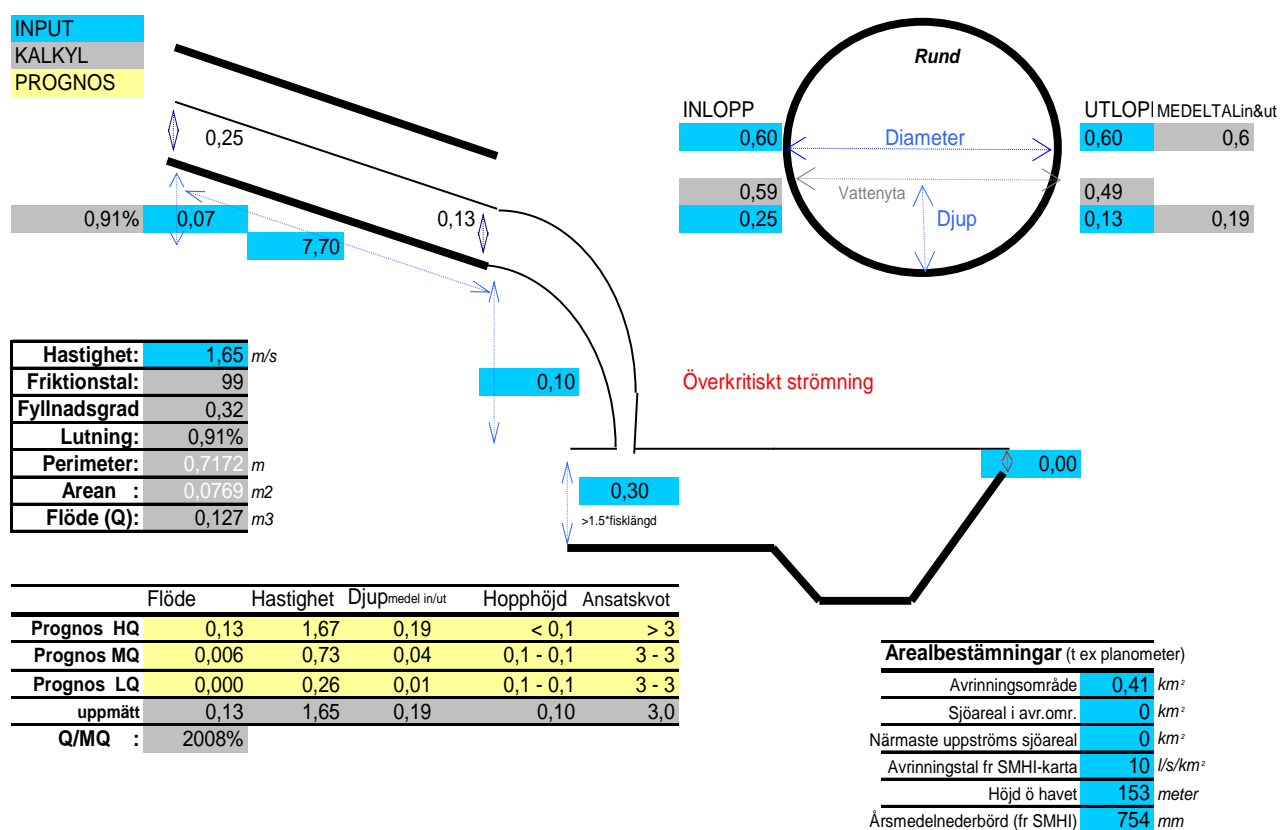 INPUT
KALKYL
PROGNOS
Rund
INLOPP
UTLOPI MEDELTALin&ut
0,60 Diameter 0,60 0,6
0,25
0,59 Vattenyta 0,49
0,25 Djup 0,13 0,19
0,91% 0,07 0,13
7,70
Hastighet: 1,65 m/s
Friktionstal: 99
Fyllnadsgrad 0,32
Lutning: 0,91%
Perimeter: 0,7172 m
Arean : 0,0769 m2
Flöde (Q): 0,127 m3
0,10 Överkritiskt strömning
0,00
0,30
>1.5*fisklängd
Flöde Hastighet Djupmedel in/ut Hopphöjd Ansatskvot
Prognos HQ 0,13 1,67 0,19 < 0,1 > 3
Prognos MQ 0,006 0,73 0,04 0,1 - 0,1 3 - 3
Prognos LQ 0,000 0,26 0,01 0,1 - 0,1 3 - 3
uppmätt 0,13 1,65 0,19 0,10 3,0
Q/MQ : 2008%
Arealbestämningar (t ex planometer)
Avrinningsområde 0,41 km²
Sjöareal i avr.omr. 0 km²
Närmaste uppströms sjöareal 0 km²
Avrinningstal fr SMHI-karta 10 l/s/km²
Höjd ö havet 153 meter
Årsmedelnederbörd (fr SMHI) 754 mm